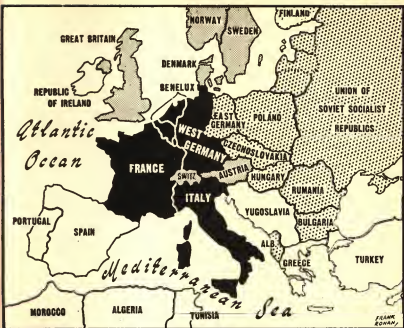 NORWAY
SWEDEN
FINLAND
GREAT BRITAIN
DENMARK
REPUBLIC
OF IRELAND
BENELUX
UNION OF
SOVIET SOCIALIST
REPUBLICS
EAST
GERMANY
POLAND
Atlantic
Ocean
WEST
GERMANY
CZECHOSLOVAKIA
FRANCE
SWITZ
AUSTRIA
HUNGARY
RUMANIA
ITALY
YUGOSLAVIA
BULGARIA
PORTUGAL
SPAIN
ALB.
GREECE
TURKEY
Mediterranean
Sea
MOROCCO
ALGERIA
TUNISIA
FRANK
RONAN